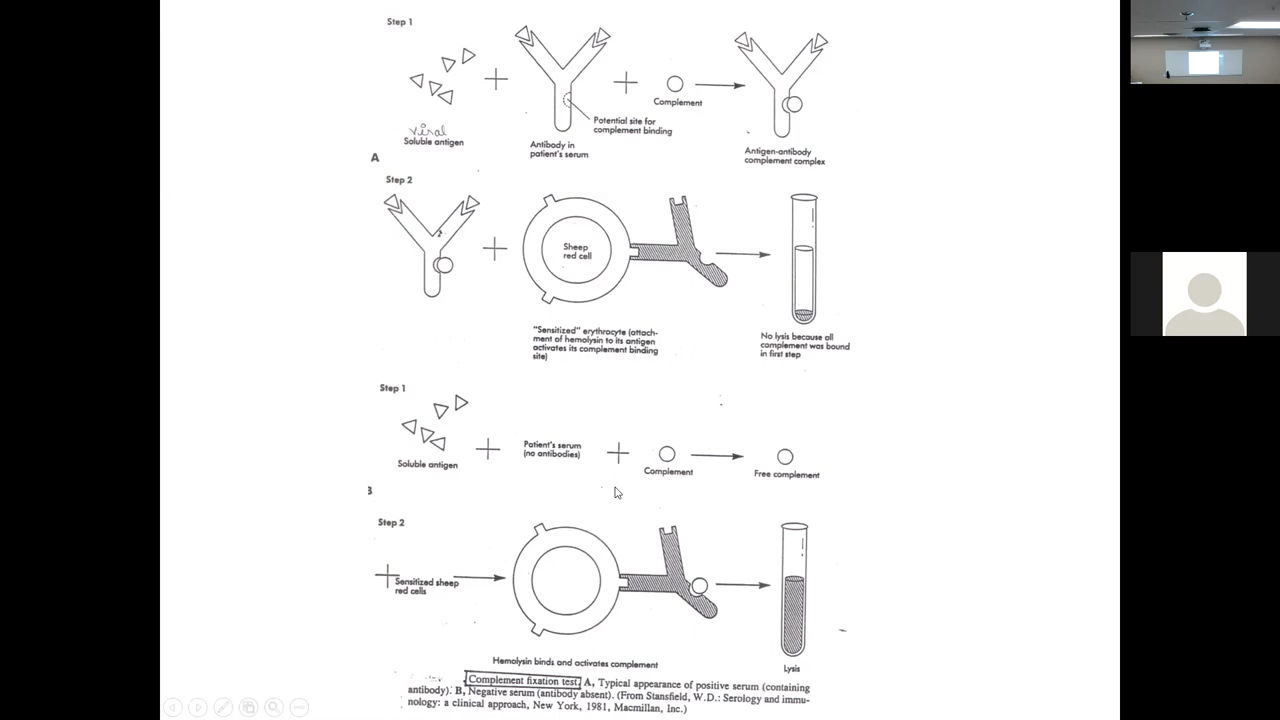 Step 1
Complement
Potential site for
complement binding
Viral
Soluble antigen
Antibody in
patient's serum
Antigen-antibody
complement complex
A
Step 2
Sheep
red cell
"Sensitized" erythrocyte (attach-
ment of hemolysin to its antigen
activates its complement binding
site)
No lysis because all
complement was bound
in first step
Step 1
Soluble antigen
Patient's serum
(no antibodies)
Complement
Free complement
B
Step 2
Sensitized sheep
red cells
Hemolysin binds and activates complement
Lysis
Complement fixation test. A, Typical appearance of positive serum (containing
antibody). B, Negative serum (antibody absent). (From Stansfield, W.D.: Serology and immu-
nology: a clinical approach, New York, 1981, Macmillan, Inc.)